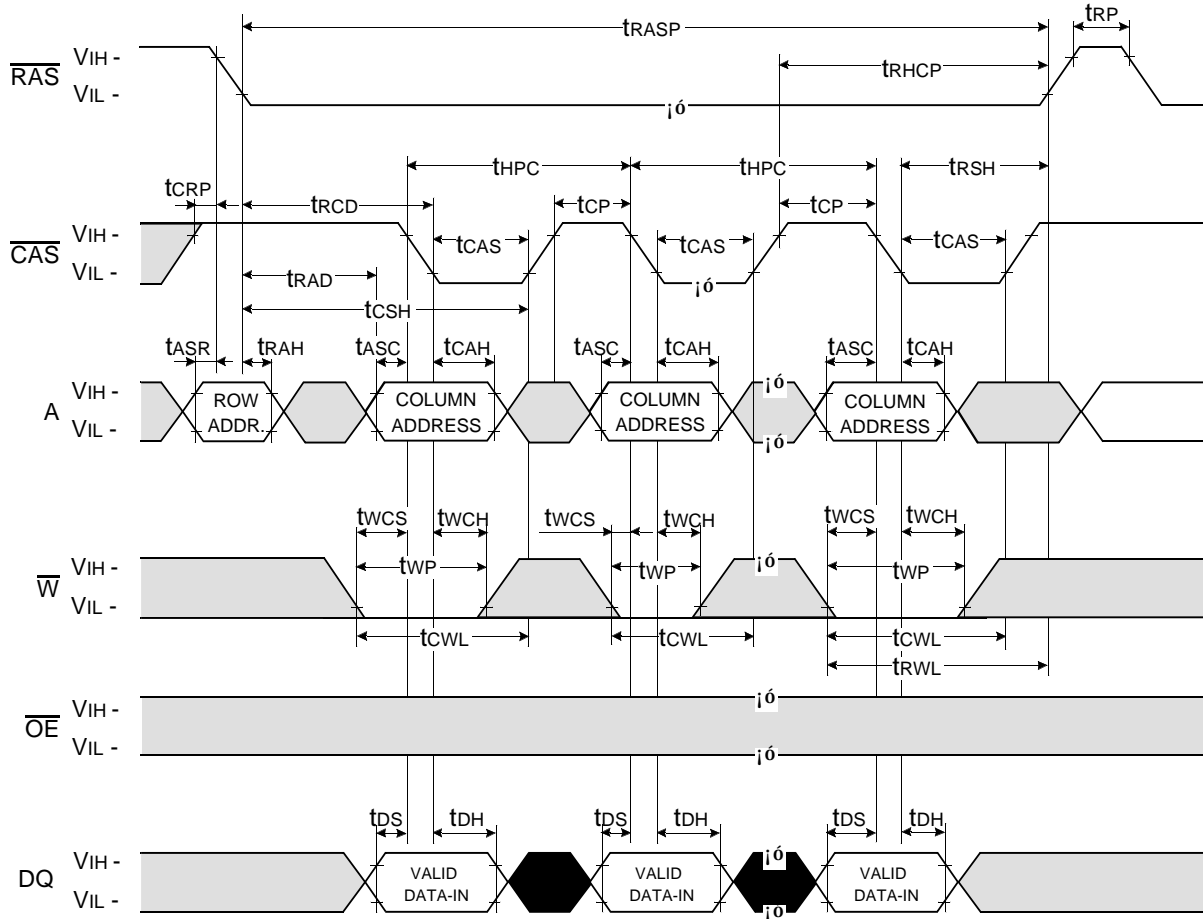 tRASP
tRP
RAS
VIH -
VIL -
tRHCP
¡ó
tHPC
tHPC
tRSH
tCRP
tRCD
tCP
tCP
CAS
VIH -
VIL -
tCAS
tCAS
tCAS
tRAD
¡ó
tCSH
tASR
tRAH
tASC
tCAH
tASC
tCAH
tASC
tCAH
A
VIH -
VIL -
ROW
ADDR.
COLUMN
ADDRESS
COLUMN
ADDRESS
¡ó
¡ó
COLUMN
ADDRESS
tWCS
tWCH
tWCS
tWCH
tWCS
tWCH
W
VIH -
VIL -
tWP
tWP
¡ó
tWP
tCWL
tCWL
tCWL
tRWL
OE
VIH -
VIL -
¡ó
¡ó
tDS
tDH
tDS
tDH
tDS
tDH
DQ
VIH -
VIL -
VALID
DATA-IN
VALID
DATA-IN
¡ó
¡ó
VALID
DATA-IN